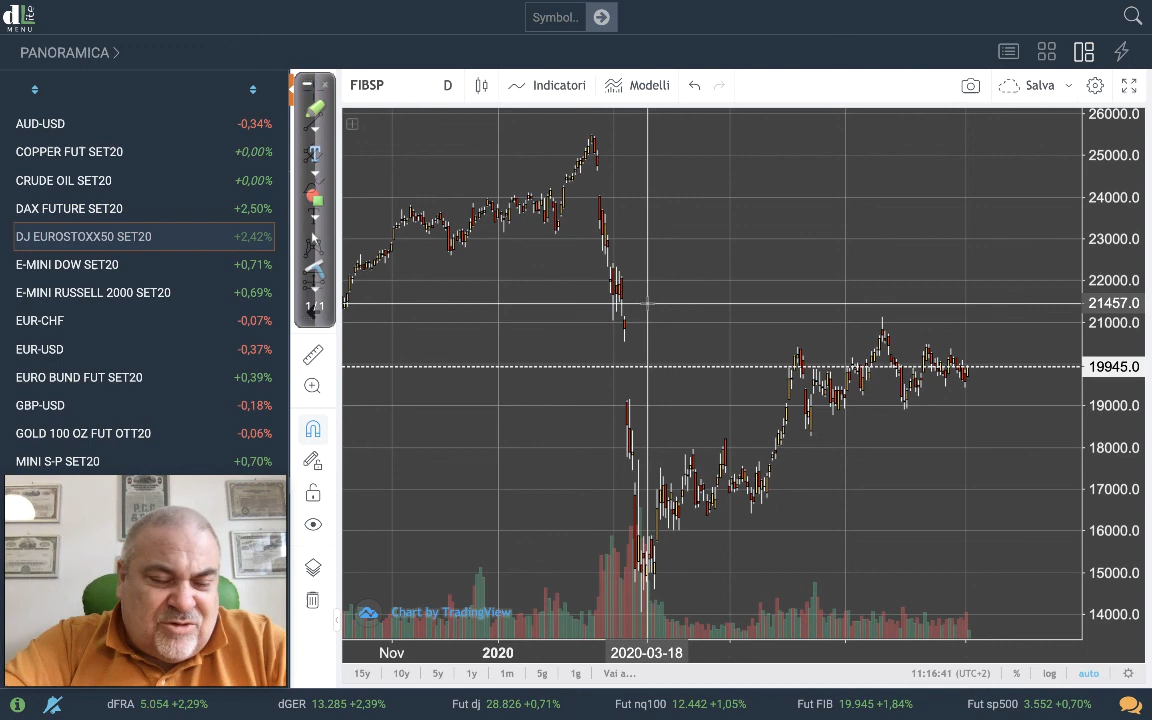 dLite
MENU
Symbol..
PANORAMICA
FIBSP
D
Indicatori
Modelli
Salva
AUD-USD -0,34%
COPPER FUT SET20 +0,00%
CRUDE OIL SET20 +0,00%
DAX FUTURE SET20 +2,50%
DJ EUROSTOXX50 SET20 +2,42%
E-MINI DOW SET20 +0,71%
E-MINI RUSSELL 2000 SET20 +0,69%
EUR-CHF -0,07%
EUR-USD -0,37%
EURO BUND FUT SET20 +0,39%
GBP-USD -0,18%
GOLD 100 OZ FUT OTT20 -0,06%
MINI S-P SET20 +0,70%
1/1
26000.0
25000.0
24000.0
23000.0
22000.0
21457.0
21000.0
19945.0
19000.0
18000.0
17000.0
16000.0
15000.0
14000.0
Chart by TradingView
Nov 2020 2020-03-18
15y 10y 5y 1y 1m 5g 1g Vai a... 11:16:41 (UTC+2) % log auto
dFRA 5.054 +2,29% dGER 13.285 +2,39% Fut dj 28.826 +0,71% Fut nq100 12.442 +1,05% Fut FIB 19.945 +1,84% Fut sp500 3.552 +0,70%